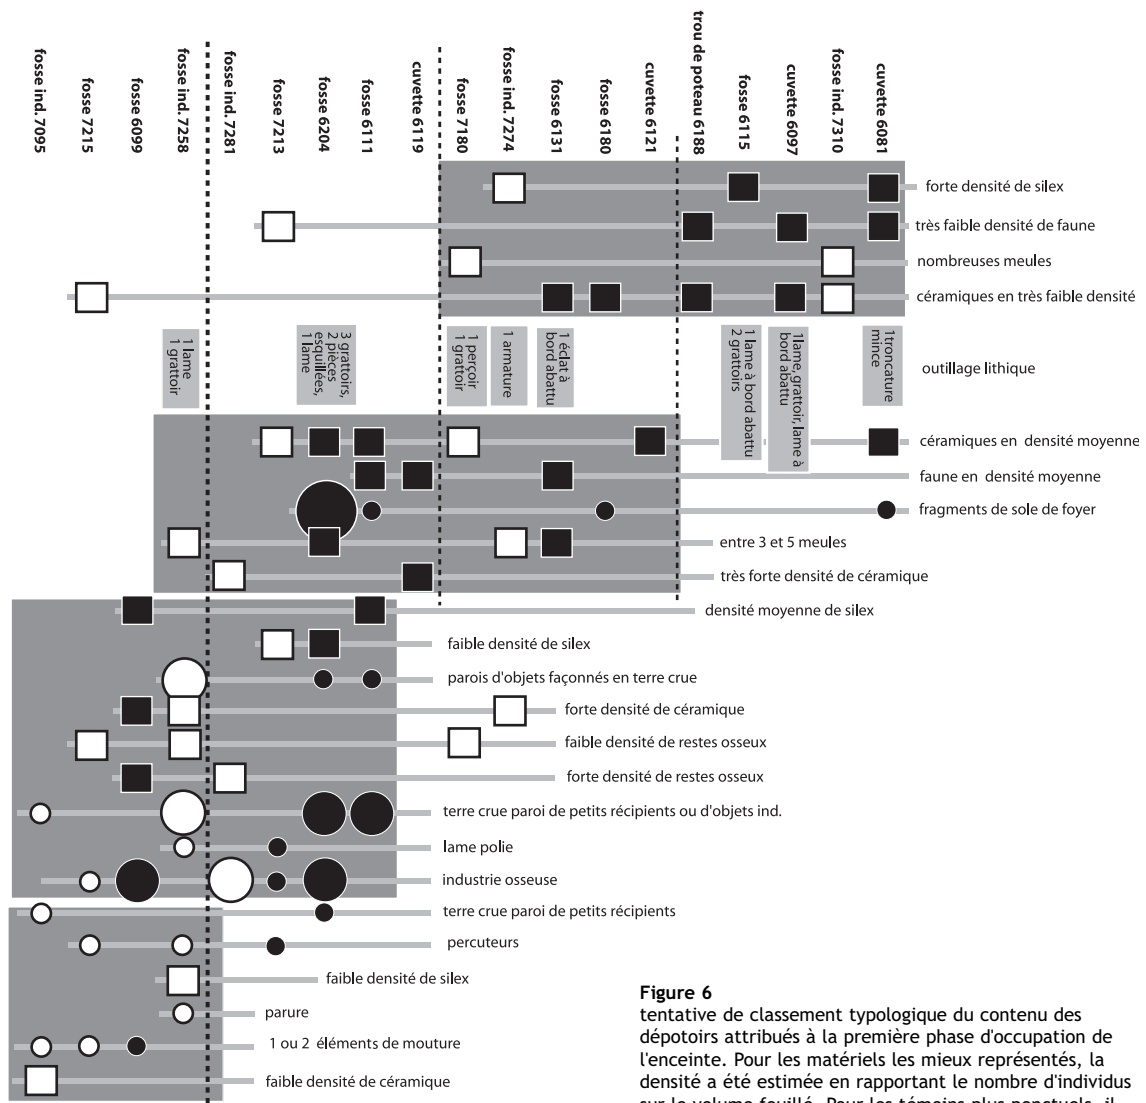 fosse ind. 7095
fosse 7215
fosse 6099
fosse ind. 7258
fosse ind. 7281
fosse 7213
fosse 6204
fosse 6111
cuvette 6119
fosse 7180
fosse ind. 7274
fosse 6131
fosse 6180
cuvette 6121
trou de poteau 6188
fosse 6115
cuvette 6097
fosse ind. 7310
cuvette 6081
forte densité de silex
très faible densité de faune
nombreuses meules
céramiques en très faible densité
1 lame
1 grattoir
3 grattoirs,
2 pièces
esquillées,
1 lame
1 perçoir
1 grattoir
1 armature
1 éclat à
bord abattu
1 lame à bord abattu
2 grattoirs
1lame, grattoir, lame à
bord abattu
1troncature
mince
outillage lithique
céramiques en densité moyenne
faune en densité moyenne
fragments de sole de foyer
entre 3 et 5 meules
très forte densité de céramique
densité moyenne de silex
faible densité de silex
parois d'objets façonnés en terre crue
forte densité de céramique
faible densité de restes osseux
forte densité de restes osseux
terre crue paroi de petits récipients ou d'objets ind.
lame polie
industrie osseuse
terre crue paroi de petits récipients
percuteurs
faible densité de silex
parure
1 ou 2 éléments de mouture
faible densité de céramique
Figure 6
tentative de classement typologique du contenu des
dépotoirs attribués à la première phase d'occupation de
l'enceinte. Pour les matériels les mieux représentés, la
densité a été estimée en rapportant le nombre d'individus
sur le volume fouillé. Pour les témoins plus ponctuels, il